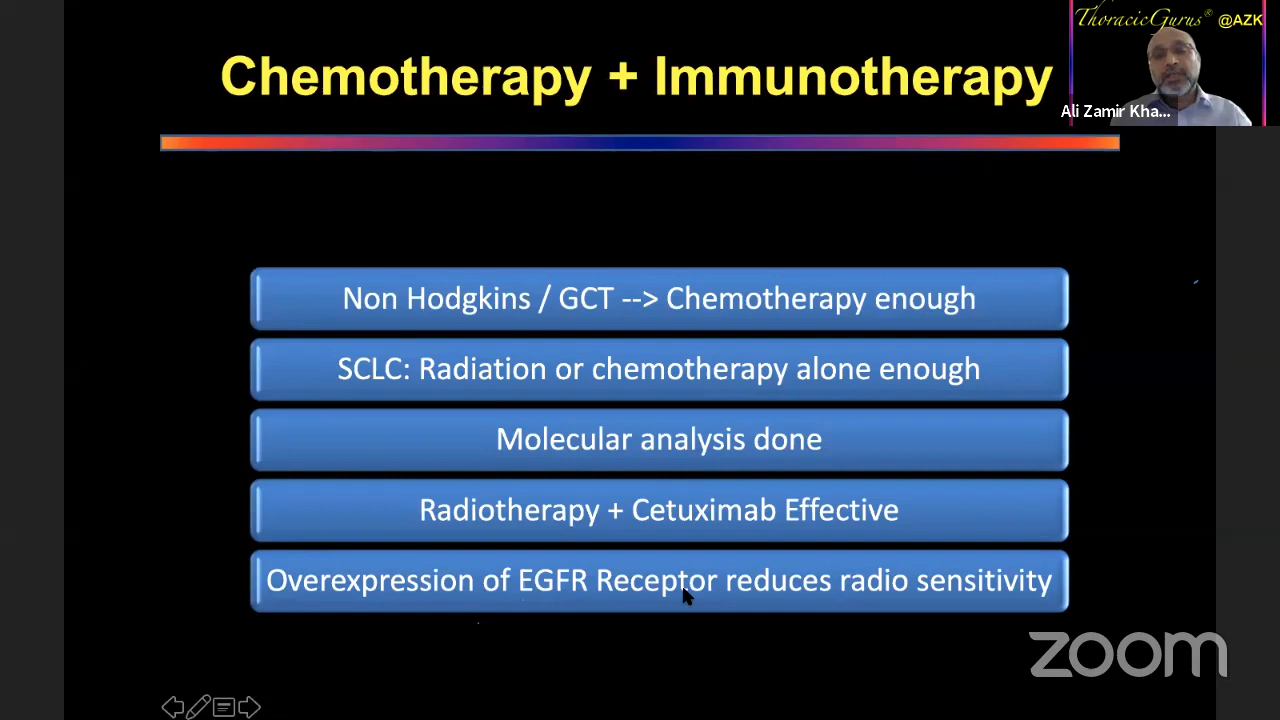 ThoracicGurus® @AZK
Chemotherapy + Immunotherapy
Ali Zamir Kha...
Non Hodgkins / GCT --> Chemotherapy enough
SCLC: Radiation or chemotherapy alone enough
Molecular analysis done
Radiotherapy + Cetuximab Effective
Overexpression of EGFR Receptor reduces radio sensitivity
zoom